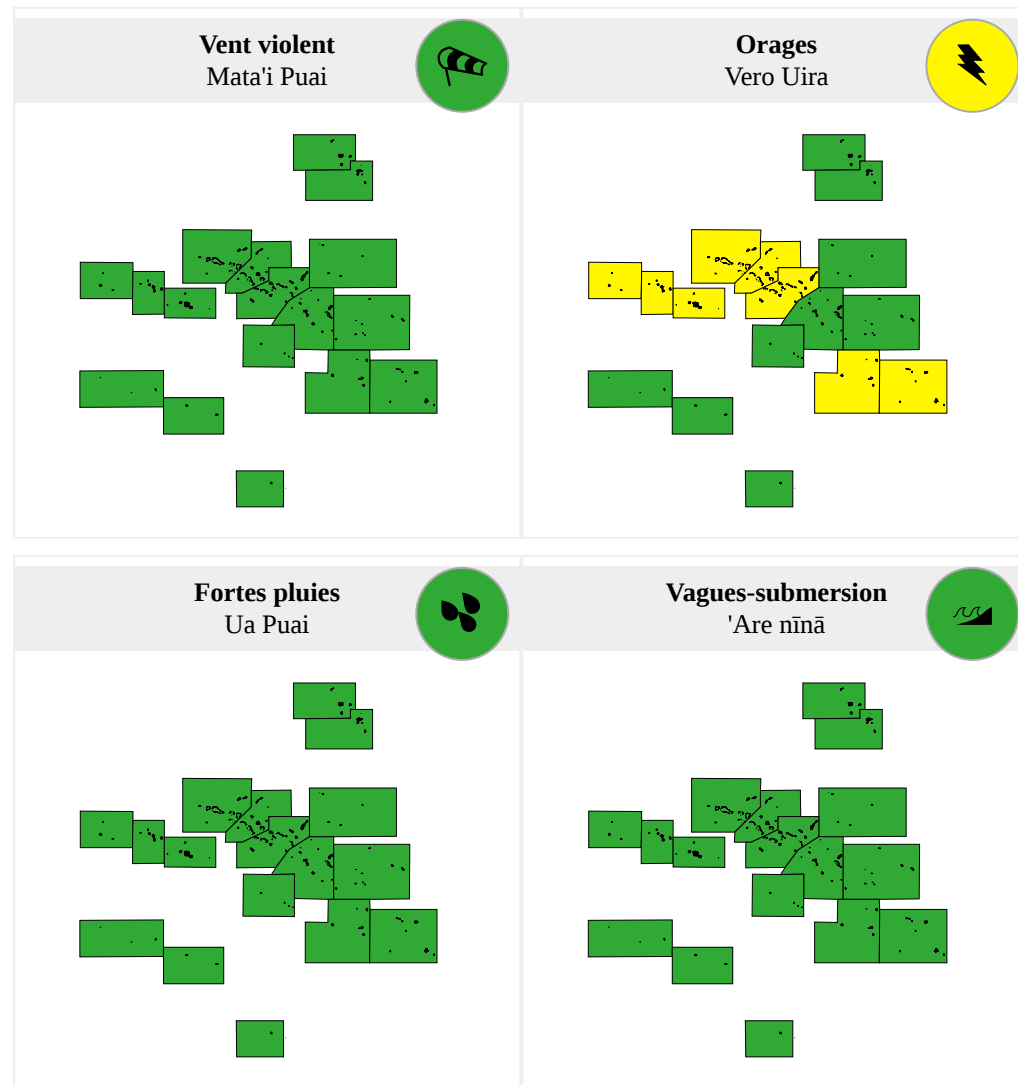 Vent violent
Mata'i Puai
Orages
Vero Uira
Fortes pluies
Ua Puai
Vagues-submersion
'Are nīnā